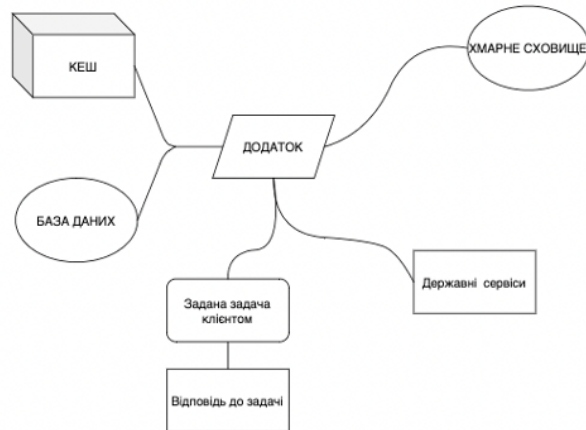 КЕШ
ХМАРНЕ СХОВИЩЕ
ДОДАТОК
БАЗА ДАНИХ
Державні сервіси
Задана задача
клієнтом
Відповідь до задачі